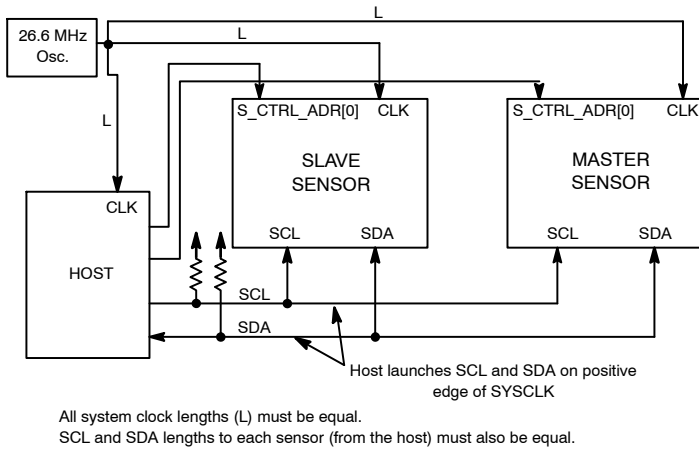 26.6 MHz
Osc.
L
L
L
S_CTRL_ADR[0]
CLK
SLAVE
SENSOR
SCL
SDA
S_CTRL_ADR[0]
CLK
MASTER
SENSOR
SCL
SDA
CLK
HOST
SCL
SDA
Host launches SCL and SDA on positive
edge of SYSCLK
All system clock lengths (L) must be equal.
SCL and SDA lengths to each sensor (from the host) must also be equal.